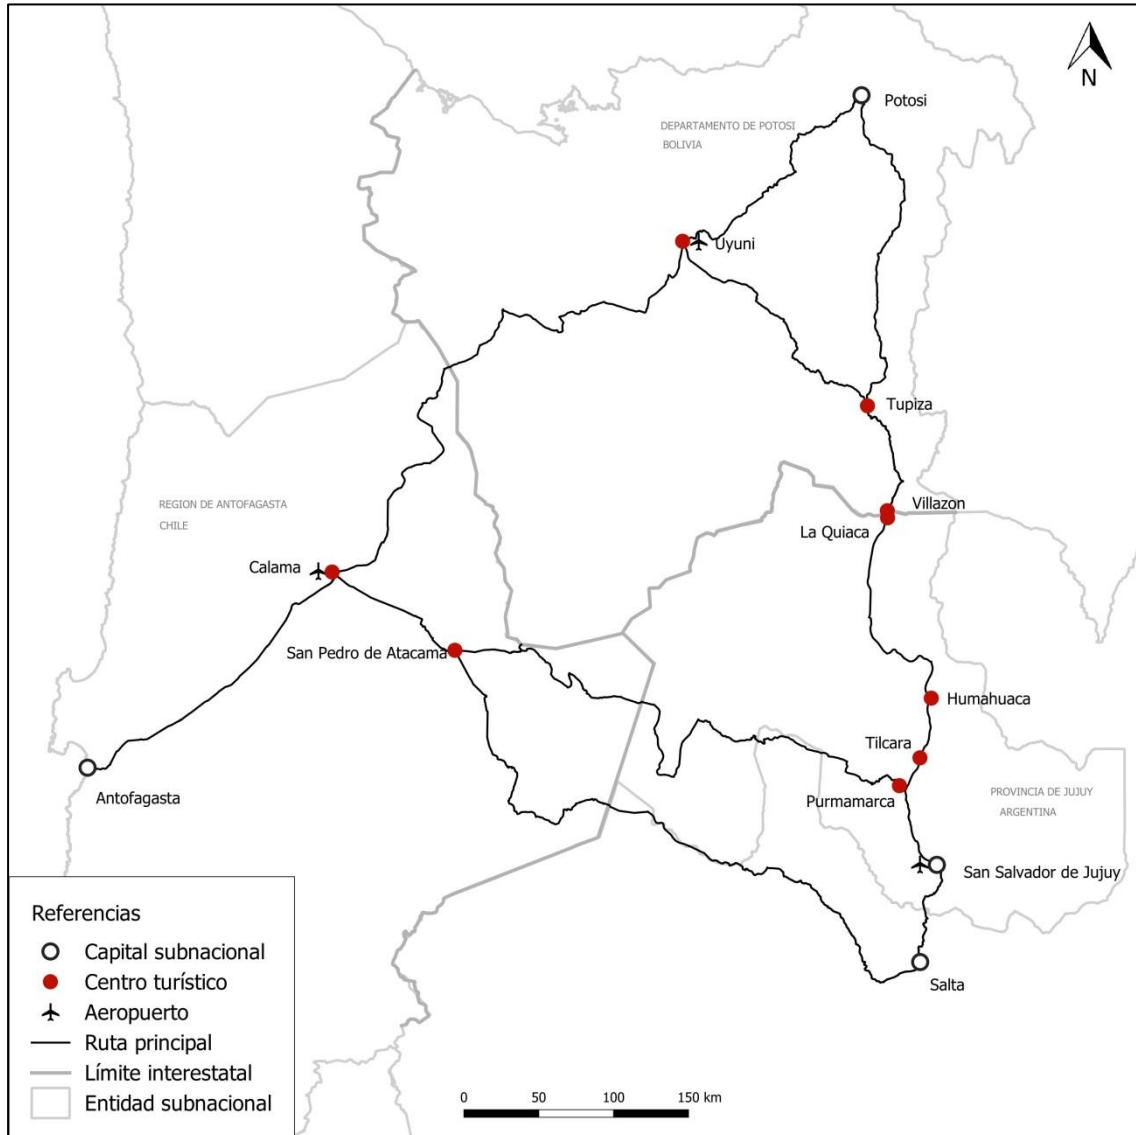 N
Potosi
DEPARTAMENTO DE POTOSI
BOLIVIA
Uyuni
Tupiza
Villazon
La Quiaca
REGION DE ANTOFAGASTA
CHILE
Calama
San Pedro de Atacama
Humahuaca
Tilcara
Purmamarca
PROVINCIA DE JUJUY
ARGENTINA
Antofagasta
San Salvador de Jujuy
Salta
Referencias
Capital subnacional
Centro turístico
Aeropuerto
Ruta principal
Límite interestatal
Entidad subnacional
0 50 100 150 km